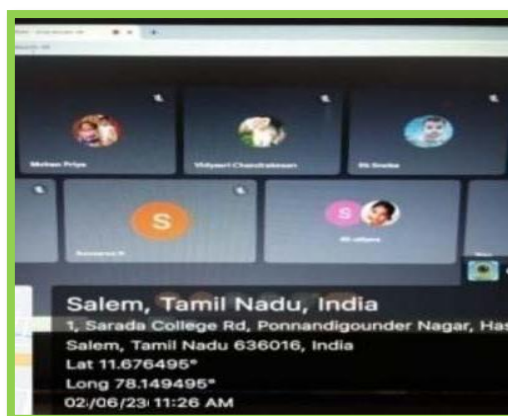 Mohan Priya
Vidyasri Chandrasekaran
S
S
Salem, Tamil Nadu, India
1, Sarada College Rd, Ponnandigounder Nagar, Has
Salem, Tamil Nadu 636016, India
Lat 11.676495°
Long 78.149495°
02/06/23 11:26 AM